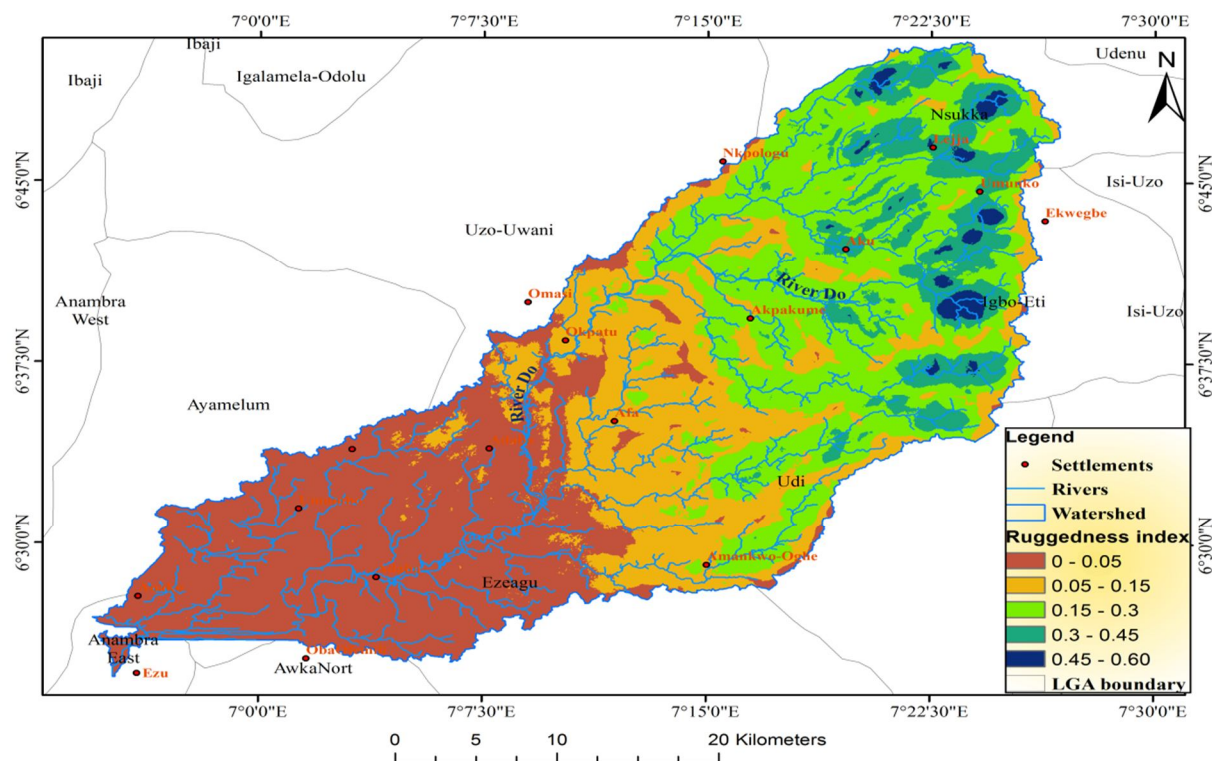 7°0'0"E 7°7'30"E 7°15'0"E 7°22'30"E 7°30'0"E
Ibaji
Udenu
Ibaji
Igalamela-Odolu
N
Nsukka
Nkpologu
6°45'0"N
6°45'0"N
Isi-Uzo
Ekwegbe
Uzo-Uwani
Aku
River Do
Omasi
Igbo-Eti
Anambra
West
Akpakume
Isi-Uzo
Okpatu
6°37'30"N
6°37'30"N
River Do
Ayamelum
Afa
Legend
Settlements
Udi
Rivers
Watershed
6°30'0"N
6°30'0"N
Ruggedness index
0 - 0.05
Amankwo-Oghe
0.05 - 0.15
Ezeagu
0.15 - 0.3
0.3 - 0.45
Anambra
East
0.45 - 0.60
AwkaNort
Ezu
LGA boundary
7°0'0"E 7°7'30"E 7°15'0"E 7°22'30"E 7°30'0"E
0 5 10 20 Kilometers